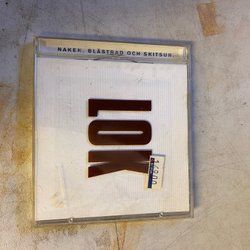 NAKEN, BLÅSTRAD OCH SKITSUR.
LOK